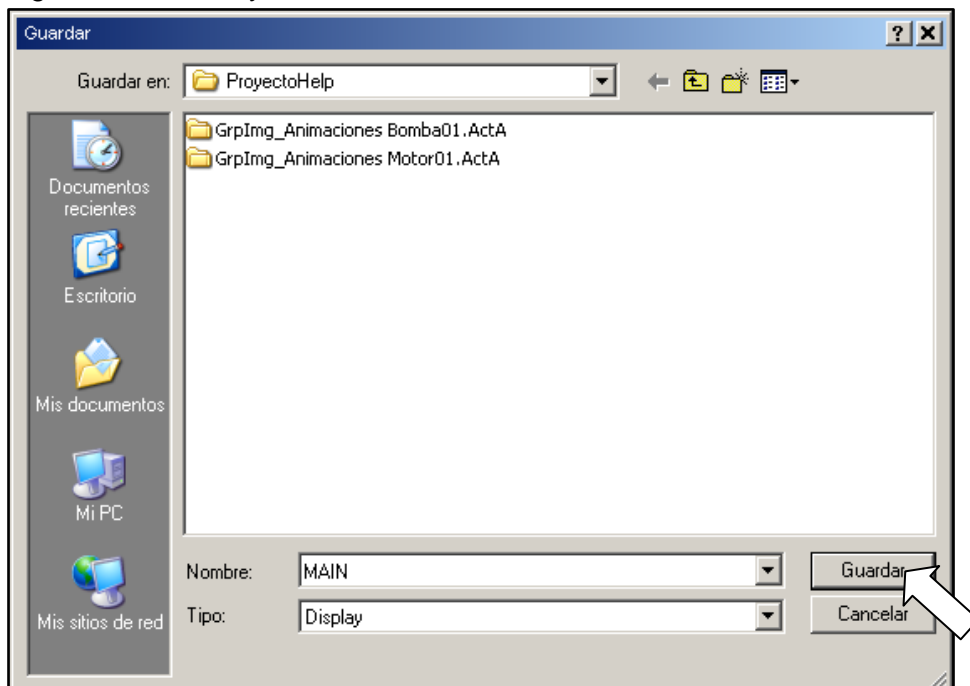 Guardar
Guardar en: ProyectoHelp
GrpImg_Animaciones Bomba01.ActA
GrpImg_Animaciones Motor01.ActA
Documentos
recientes
Escritorio
Mis documentos
Mi PC
Mis sitios de red
Nombre: MAIN Guardar
Tipo: Display Cancelar